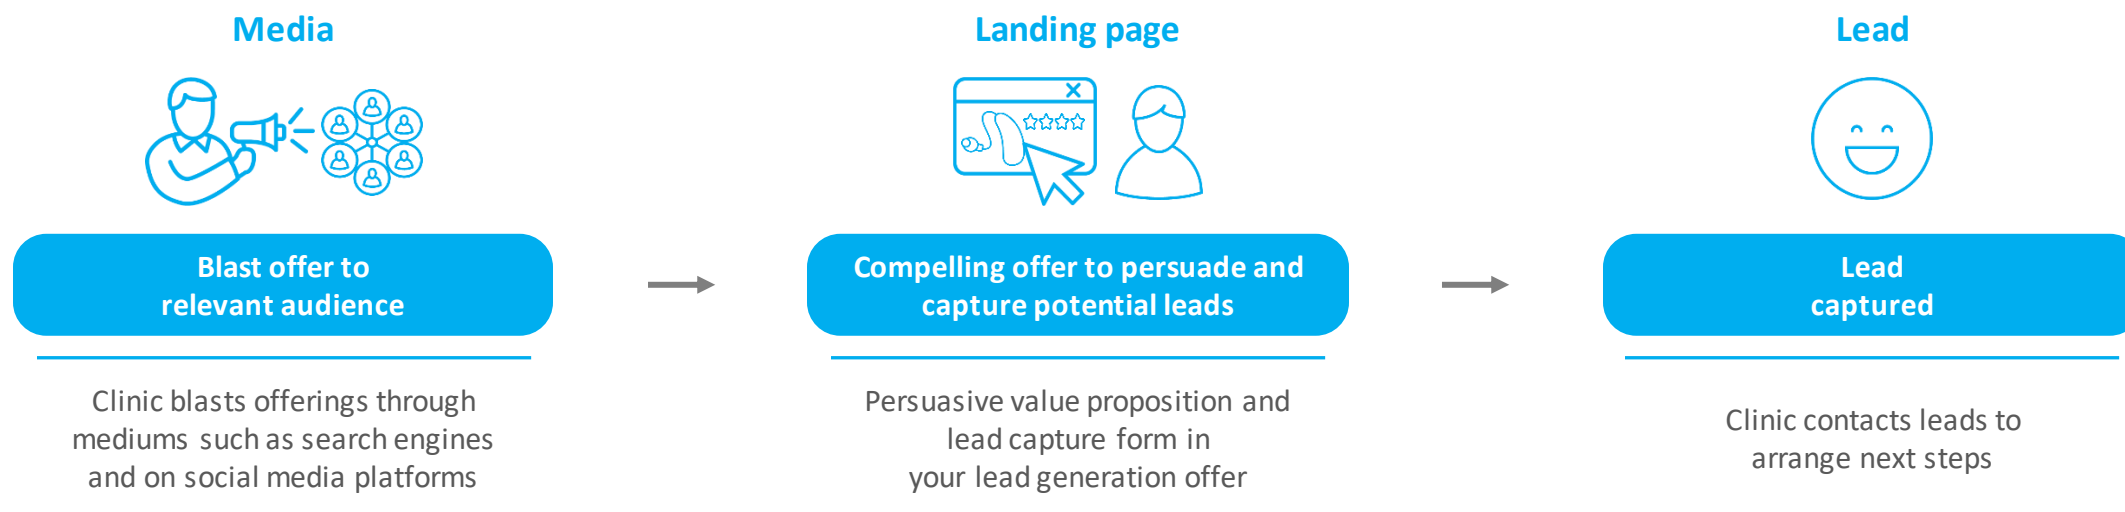 Media
Blast offer to
relevant audience
Clinic blasts offerings through
mediums such as search engines
and on social media platforms
Landing page
Compelling offer to persuade and
capture potential leads
Persuasive value proposition and
lead capture form in
your lead generation offer
Lead
Lead
captured
Clinic contacts leads to
arrange next steps